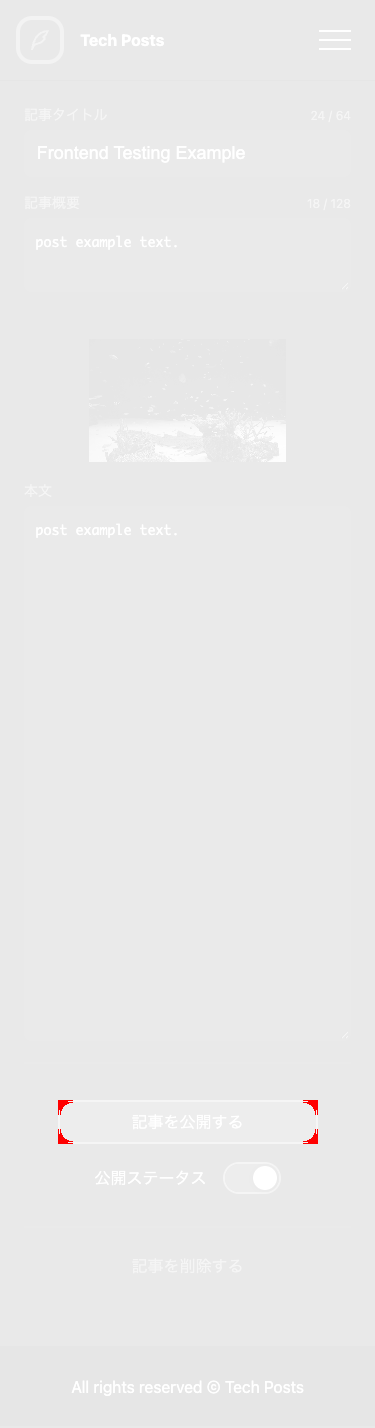 Tech Posts
記事タイトル 24 / 64
Frontend Testing Example
記事概要 18 / 128
post example text.
本文
post example text.
記事を公開する
公開ステータス
記事を削除する
All rights reserved © Tech Posts